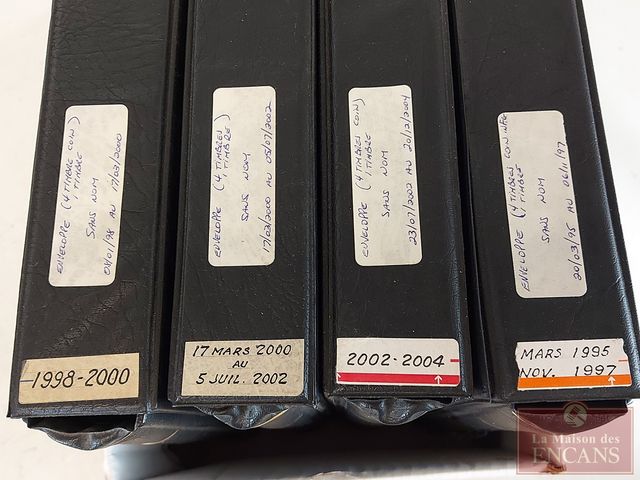 ENVELOPPE (4 TIMBRES COIN)
1 TIMBRE
SANS NOM
08/01/98 AU 17/02/2000
1998-2000
ENVELOPPE (4 TIMBRES)
1 TIMBRE
SANS NOM
17/03/2000 AU 05/07/2002
17 MARS 2000
AU
5 JUIL. 2002
ENVELOPPE (4 TIMBRES COIN)
1 TIMBRE
SANS NOM
23/07/2002 AU 20/12/2004
2002-2004
ENVELOPPE (4 TIMBRES COIN
1 TIMBRE
SANS NOM
20/03/95 AU 06/11/97
MARS 1995
NOV. 1997
La Maison des
ENCANS